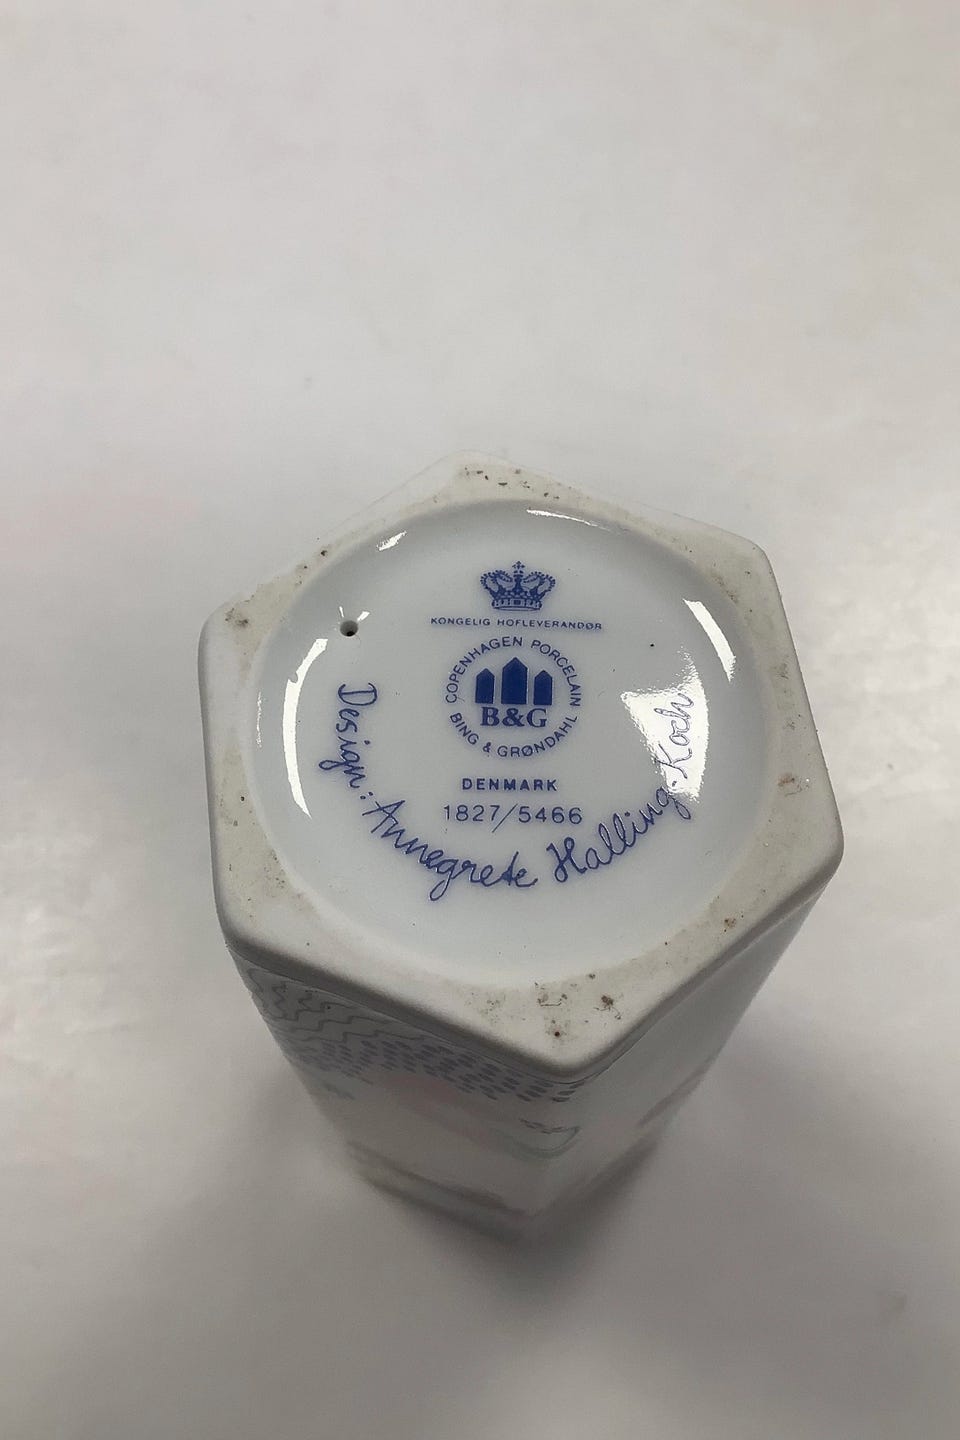 KONGELIG HOFLEVERANDØR
COPENHAGEN PORCELAIN
B&G
BING & GRØNDAHL
DENMARK
1827/5466
Design: Annegrete Halling-Koch